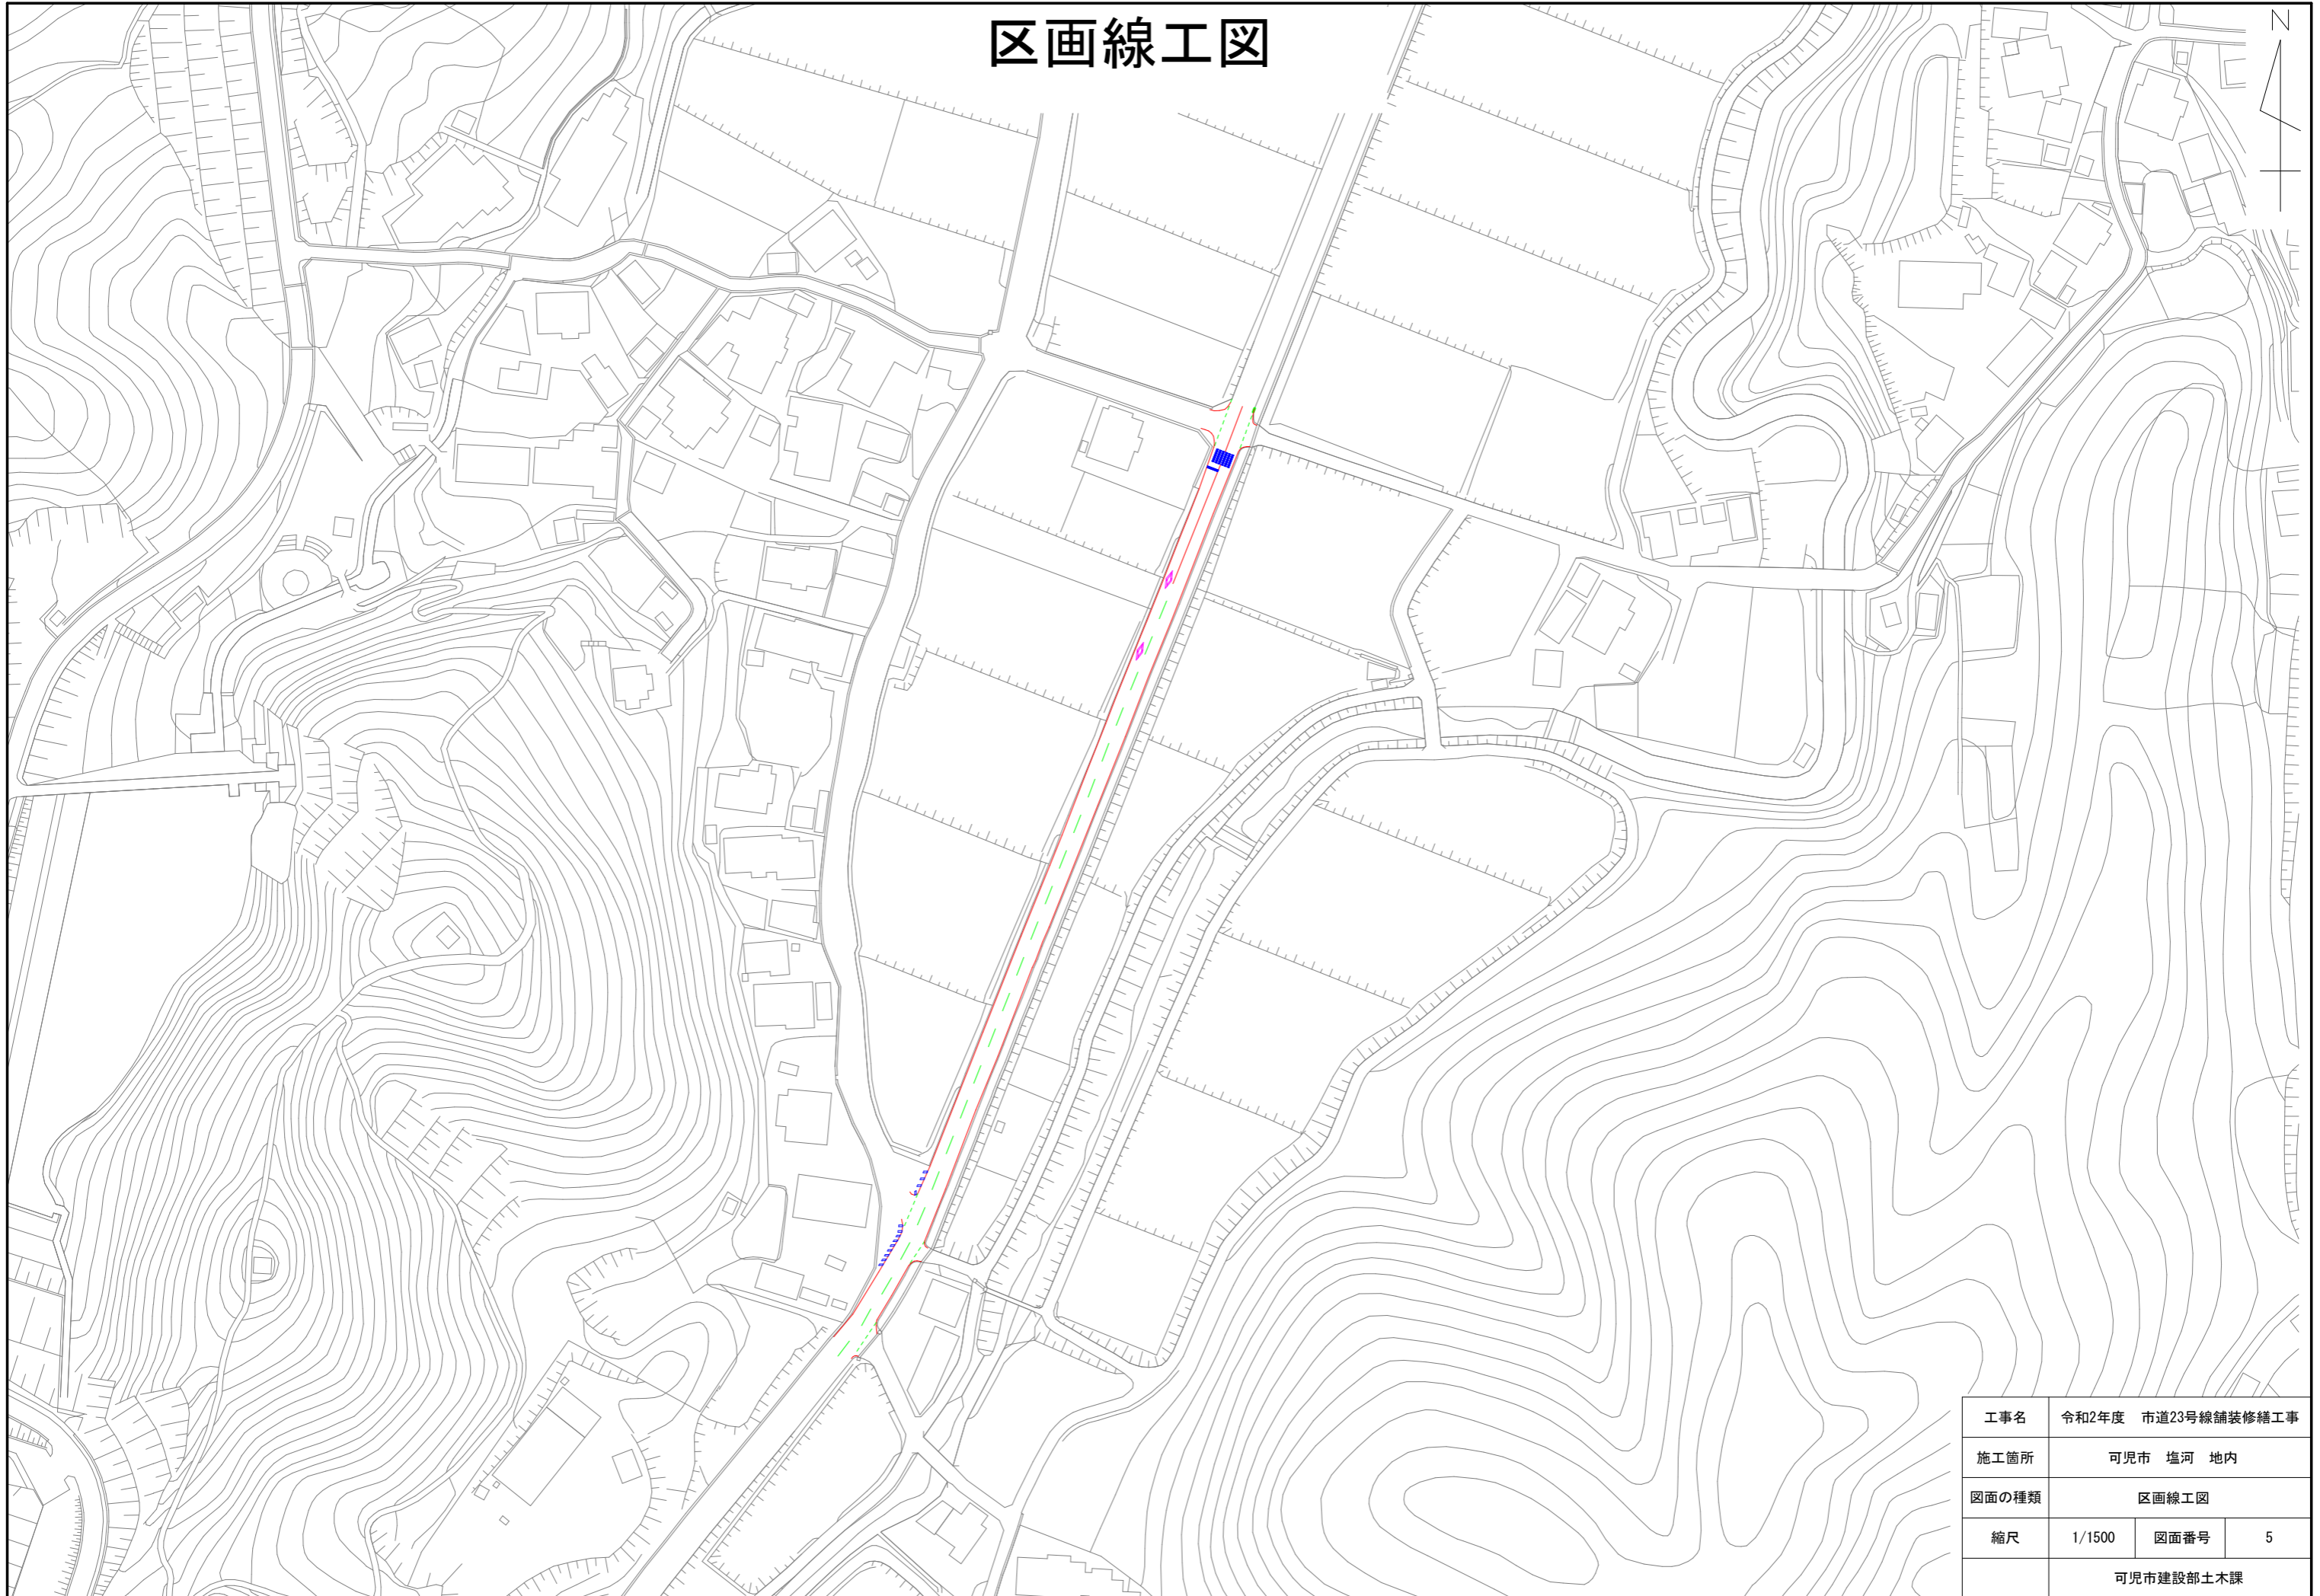 区画線工図
N
工事名 令和2年度 市道23号線舗装修繕工事
施工箇所 可児市 塩河 地内
図面の種類 区画線工図
縮尺 1/1500 図面番号 5
可児市建設部土木課